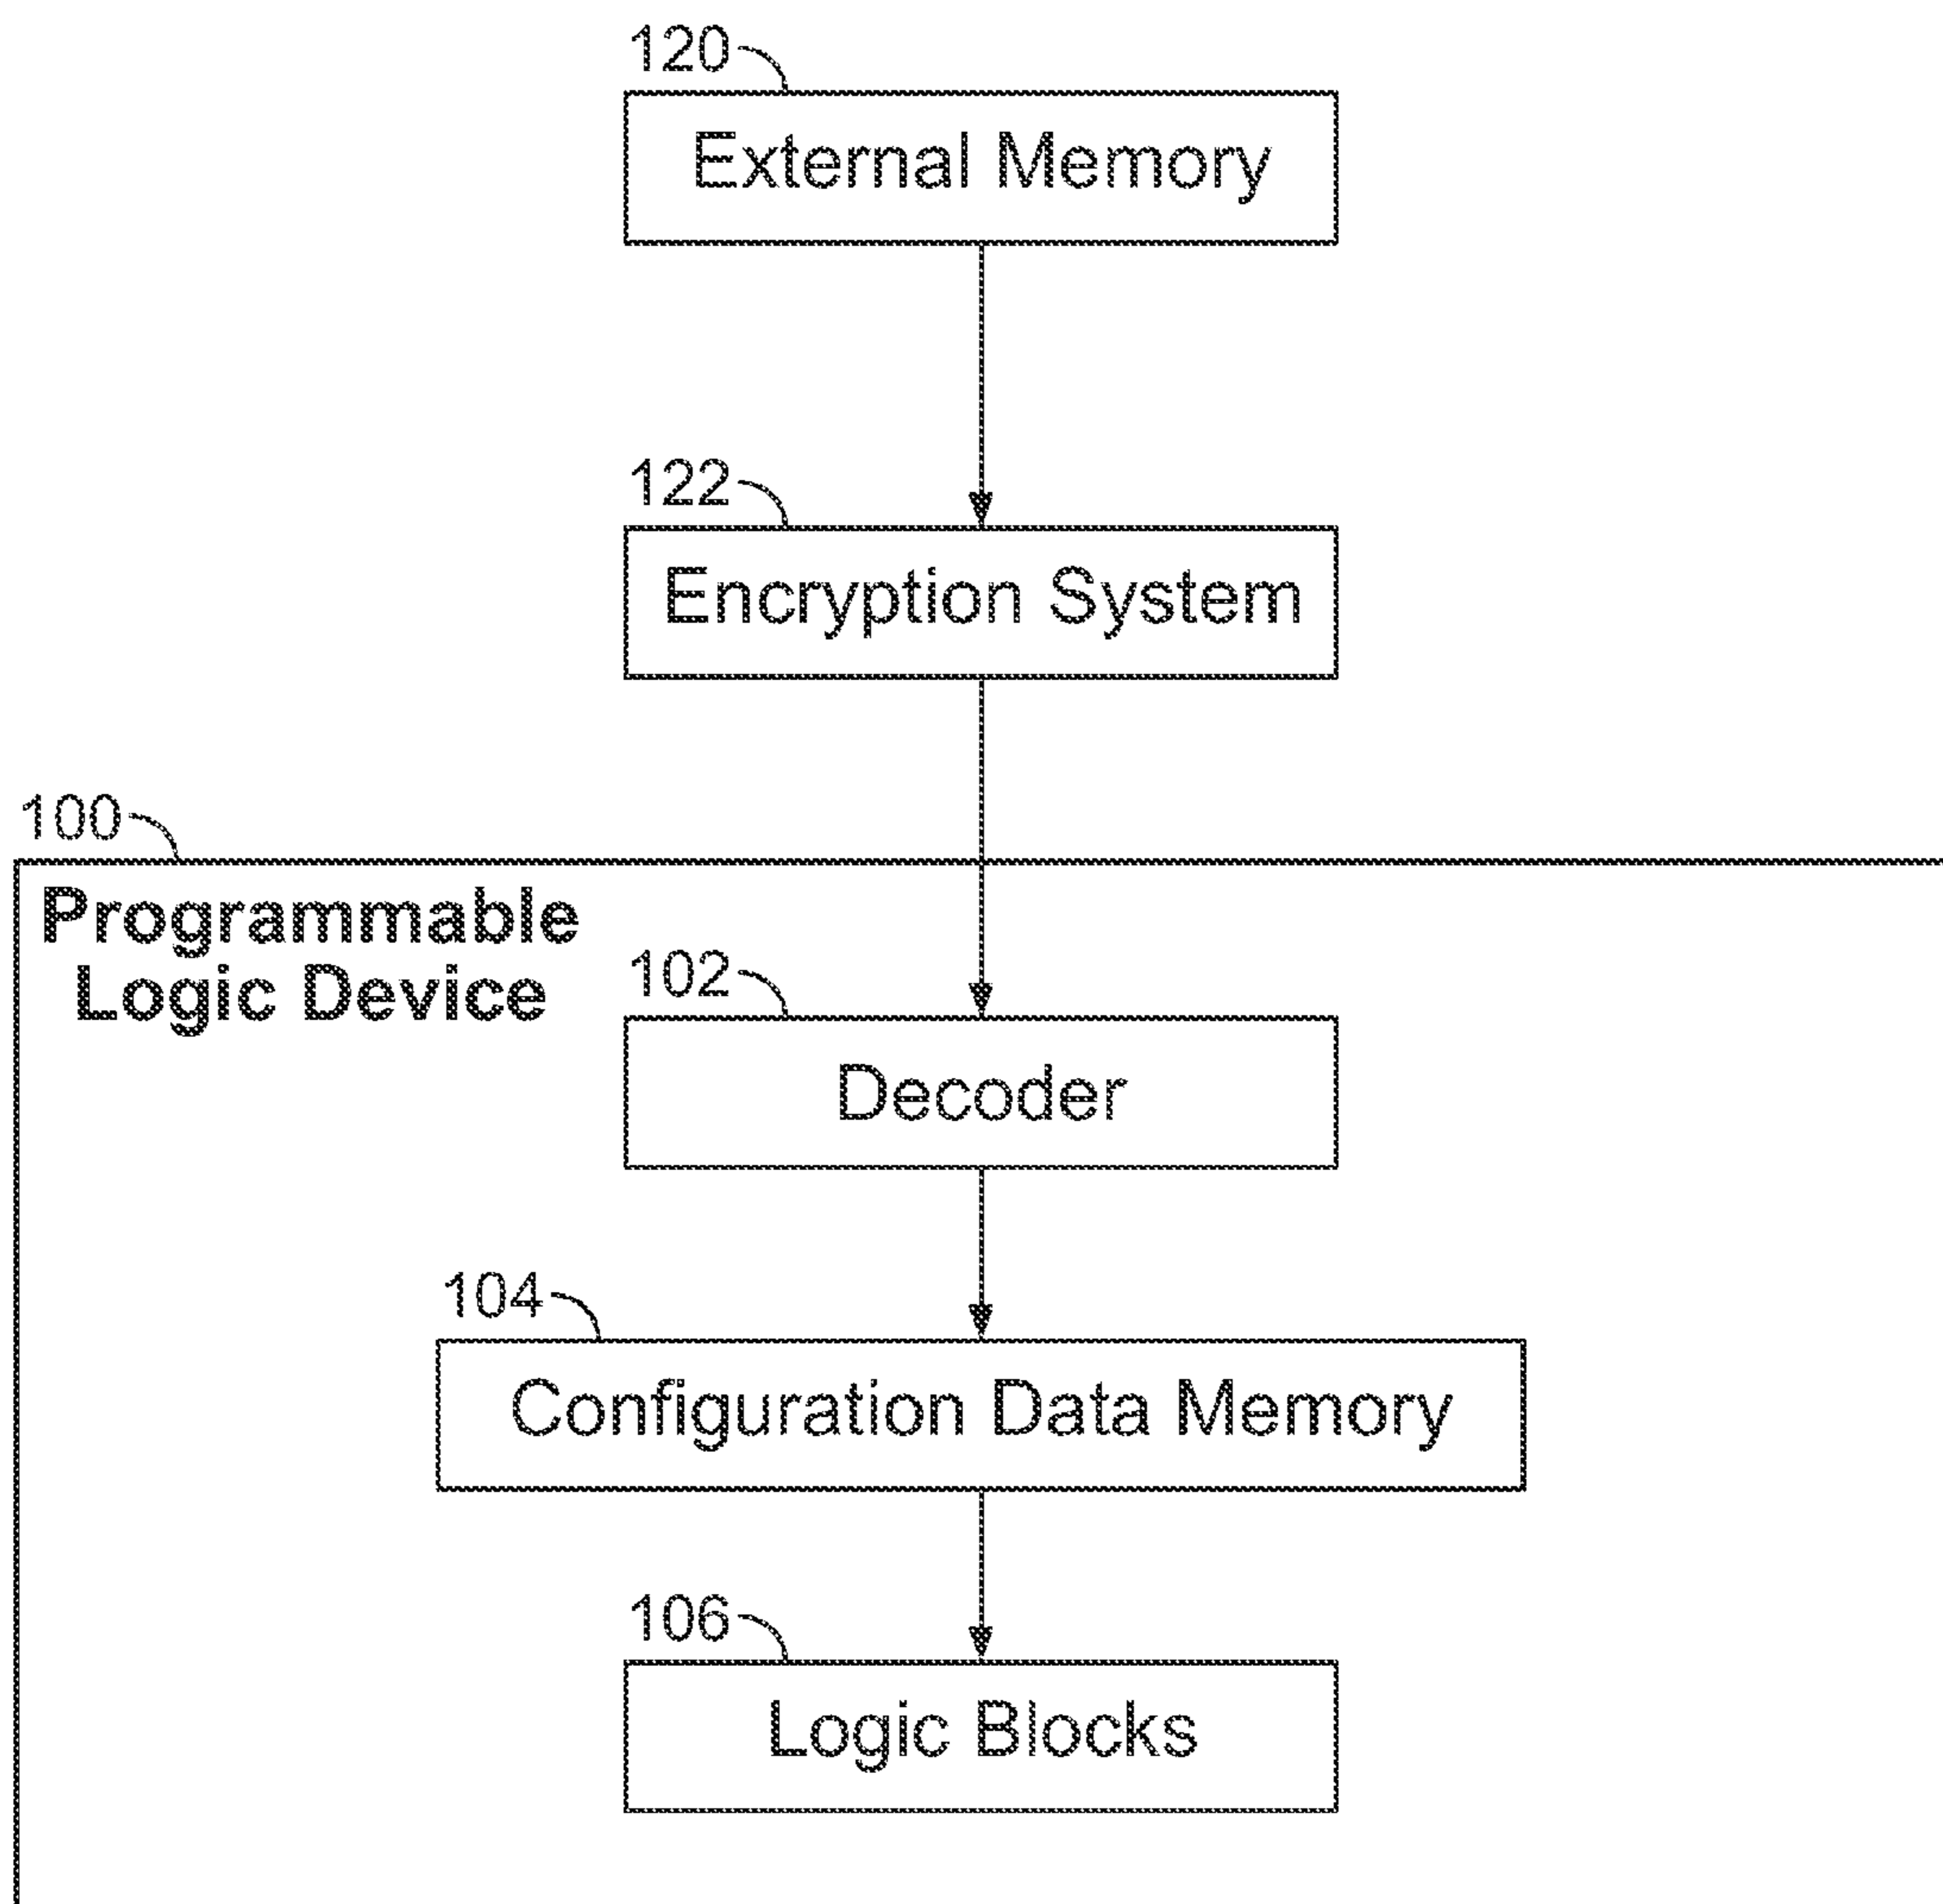 120
External Memory
122
Encryption System
100
Programmable
Logic Device
102
Decoder
104
Configuration Data Memory
106
Logic Blocks